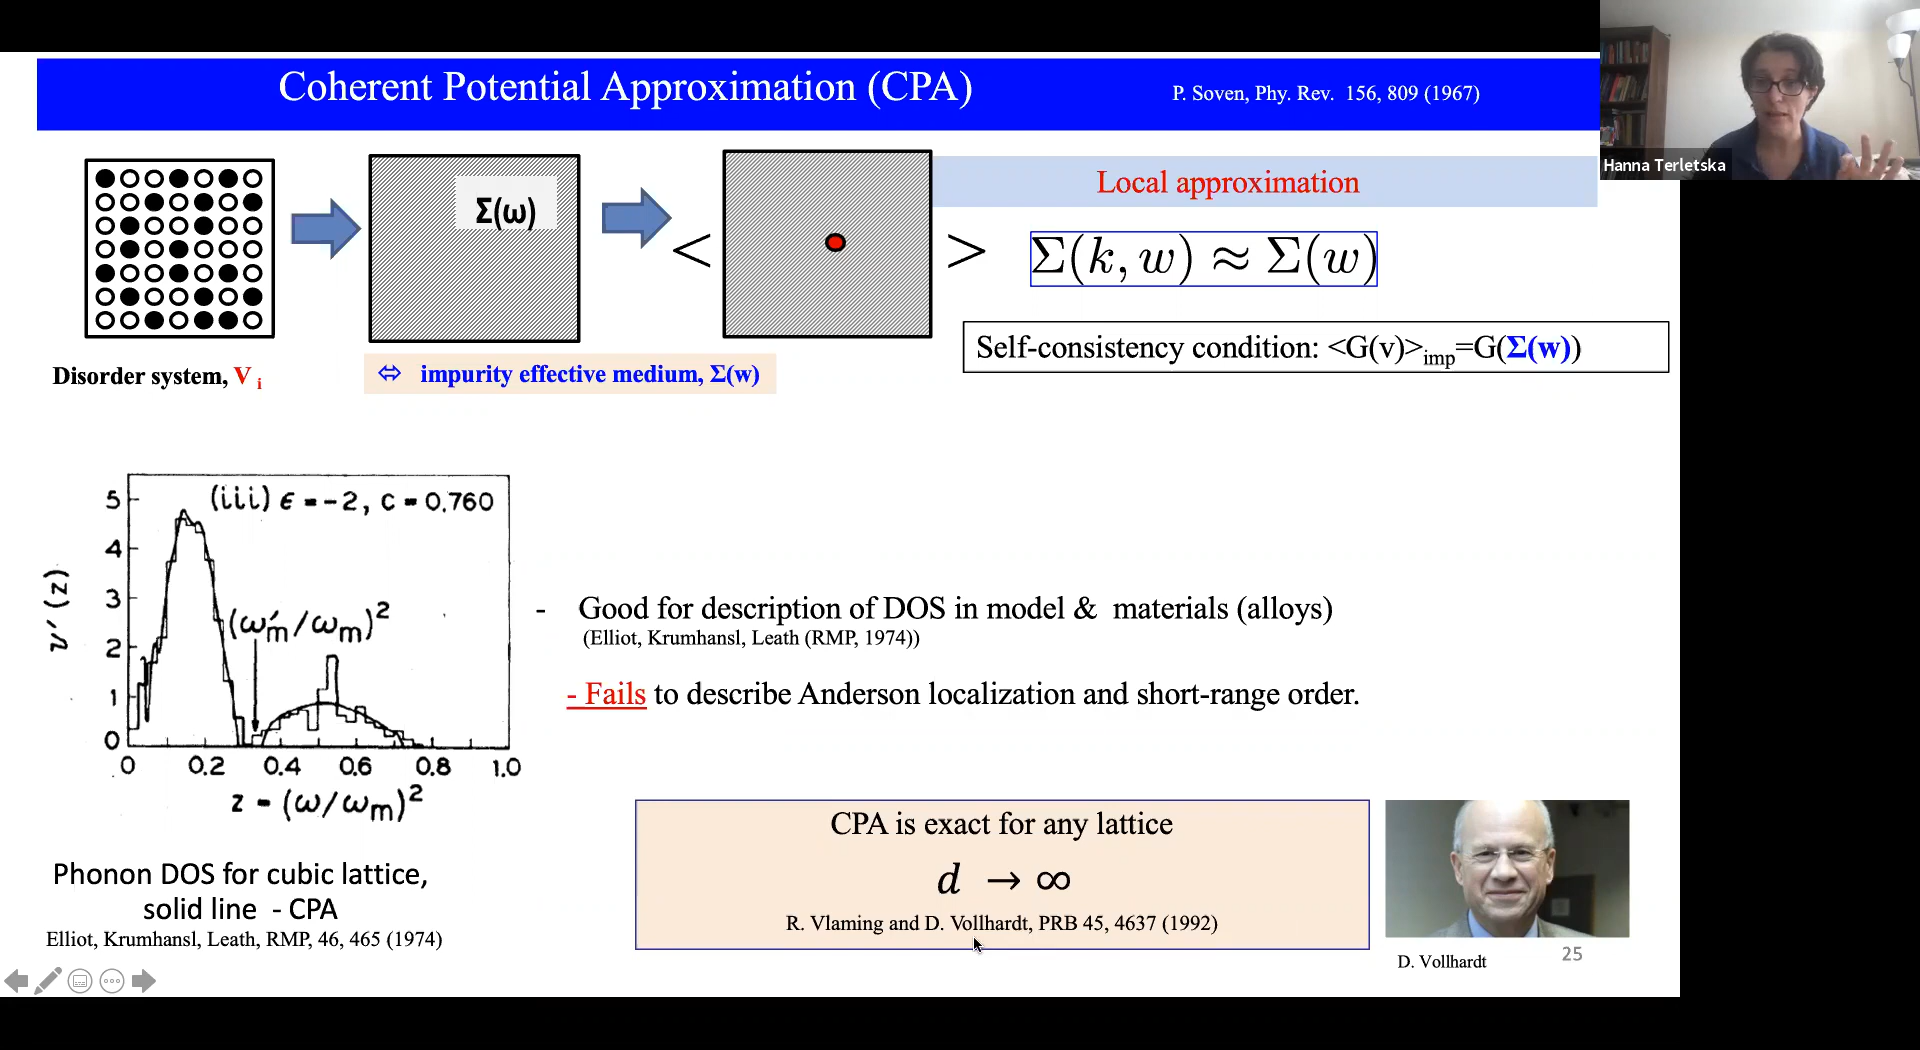 Coherent Potential Approximation (CPA)
P. Soven, Phy. Rev. 156, 809 (1967)
Hanna Terletska
Σ(ω)
< >
Local approximation
Σ(k, w) ≈ Σ(w)
Self-consistency condition: <G(v)>imp=G(Σ(w))
Disorder system, V i
⇔ impurity effective medium, Σ(w)
(iii) ϵ = -2, c = 0.760
5
4
3
2
1
0
ν′(z)
(ω′m/ωm)²
0 0.2 0.4 0.6 0.8 1.0
z = (ω/ωm)²
- Good for description of DOS in model & materials (alloys)
(Elliot, Krumhansl, Leath (RMP, 1974))
- Fails to describe Anderson localization and short-range order.
Phonon DOS for cubic lattice,
solid line - CPA
Elliot, Krumhansl, Leath, RMP, 46, 465 (1974)
CPA is exact for any lattice
d → ∞
R. Vlaming and D. Vollhardt, PRB 45, 4637 (1992)
D. Vollhardt
25